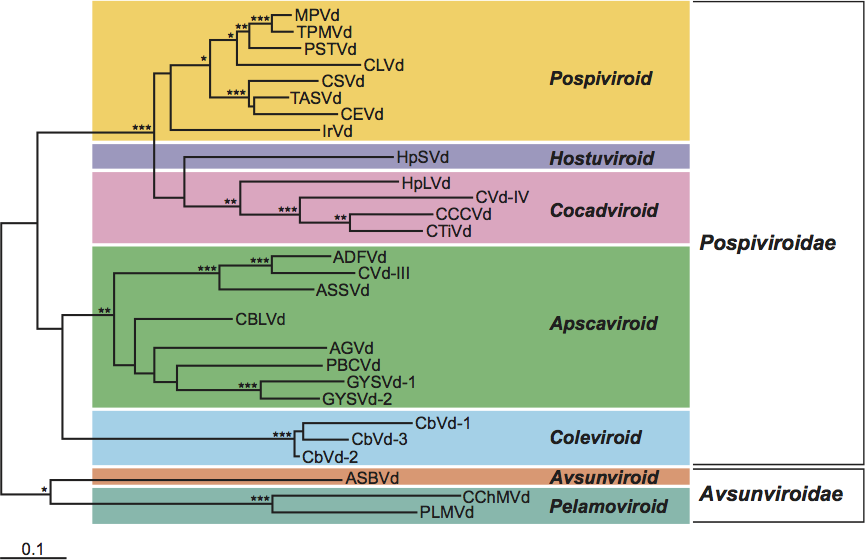 *** MPVd
** TPMVd
* PSTVd
* CLVd
*** CSVd
TASVd
CEVd
*** IrVd
Pospiviroid
HpSVd
Hostuviroid
** HpLVd
*** CVd-IV
** CCCVd
CTiVd
Cocadviroid
Pospiviroidae
*** ADFVd
*** CVd-III
ASSVd
** CBLVd
Apscaviroid
AGVd
PBCVd
*** GYSVd-1
GYSVd-2
CbVd-1
*** CbVd-3
CbVd-2
Coleviroid
ASBVd
Avsunviroid
* Avsunviroidae
*** CChMVd
PLMVd
Pelamoviroid
0.1